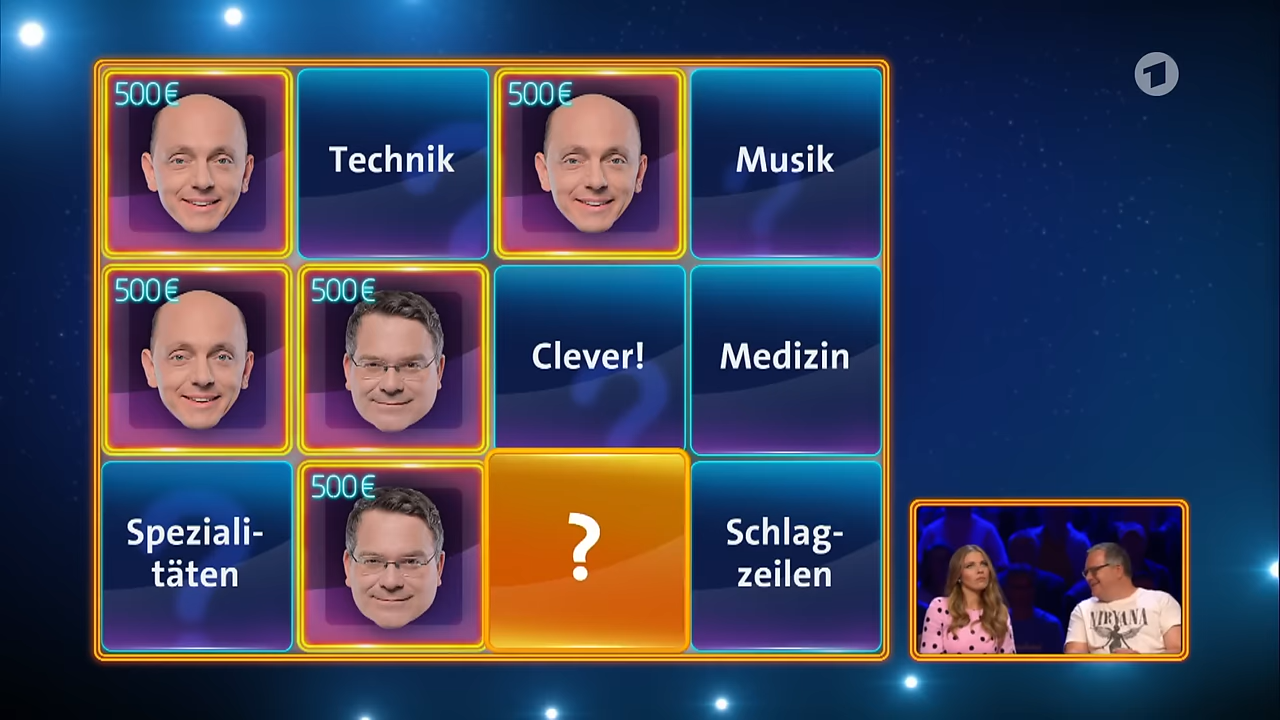 500€
Technik
500€
Musik
500€
500€
Clever!
Medizin
Speziali-
täten
500€
?
Schlag-
zeilen
NIRVANA
1